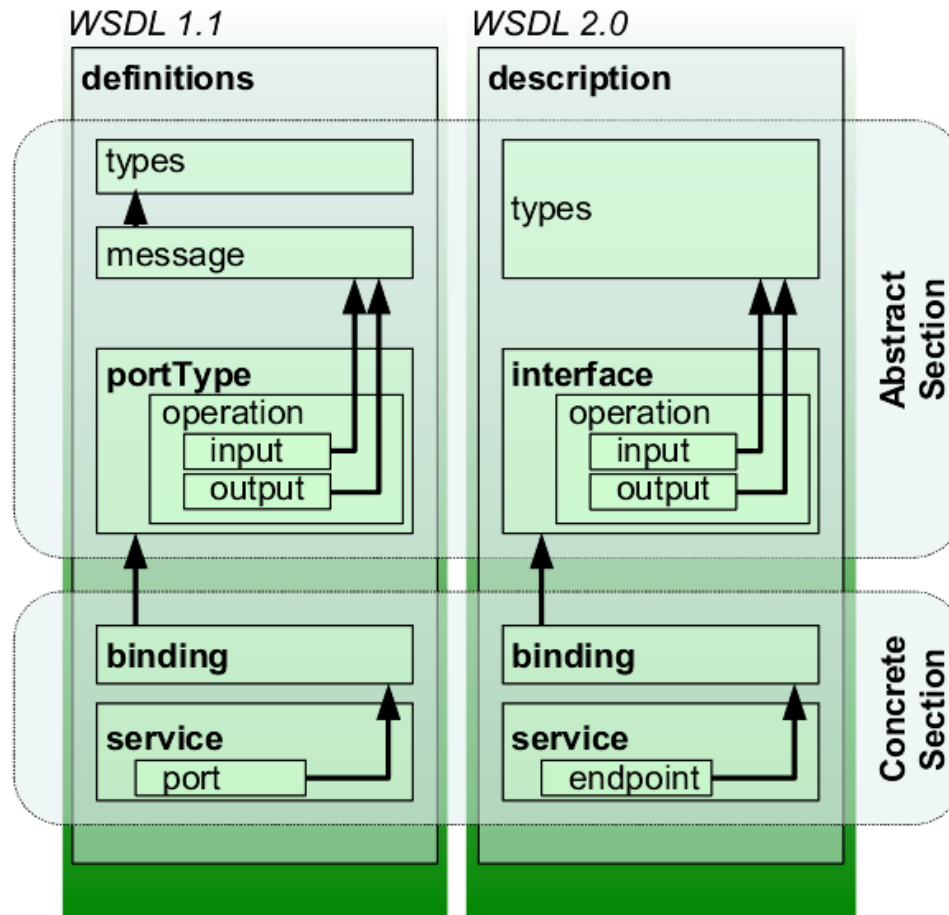 WSDL 1.1
definitions
types
message
portType
operation
input
output
binding
service
port
WSDL 2.0
description
types
interface
operation
input
output
binding
service
endpoint
Abstract
Section
Concrete
Section